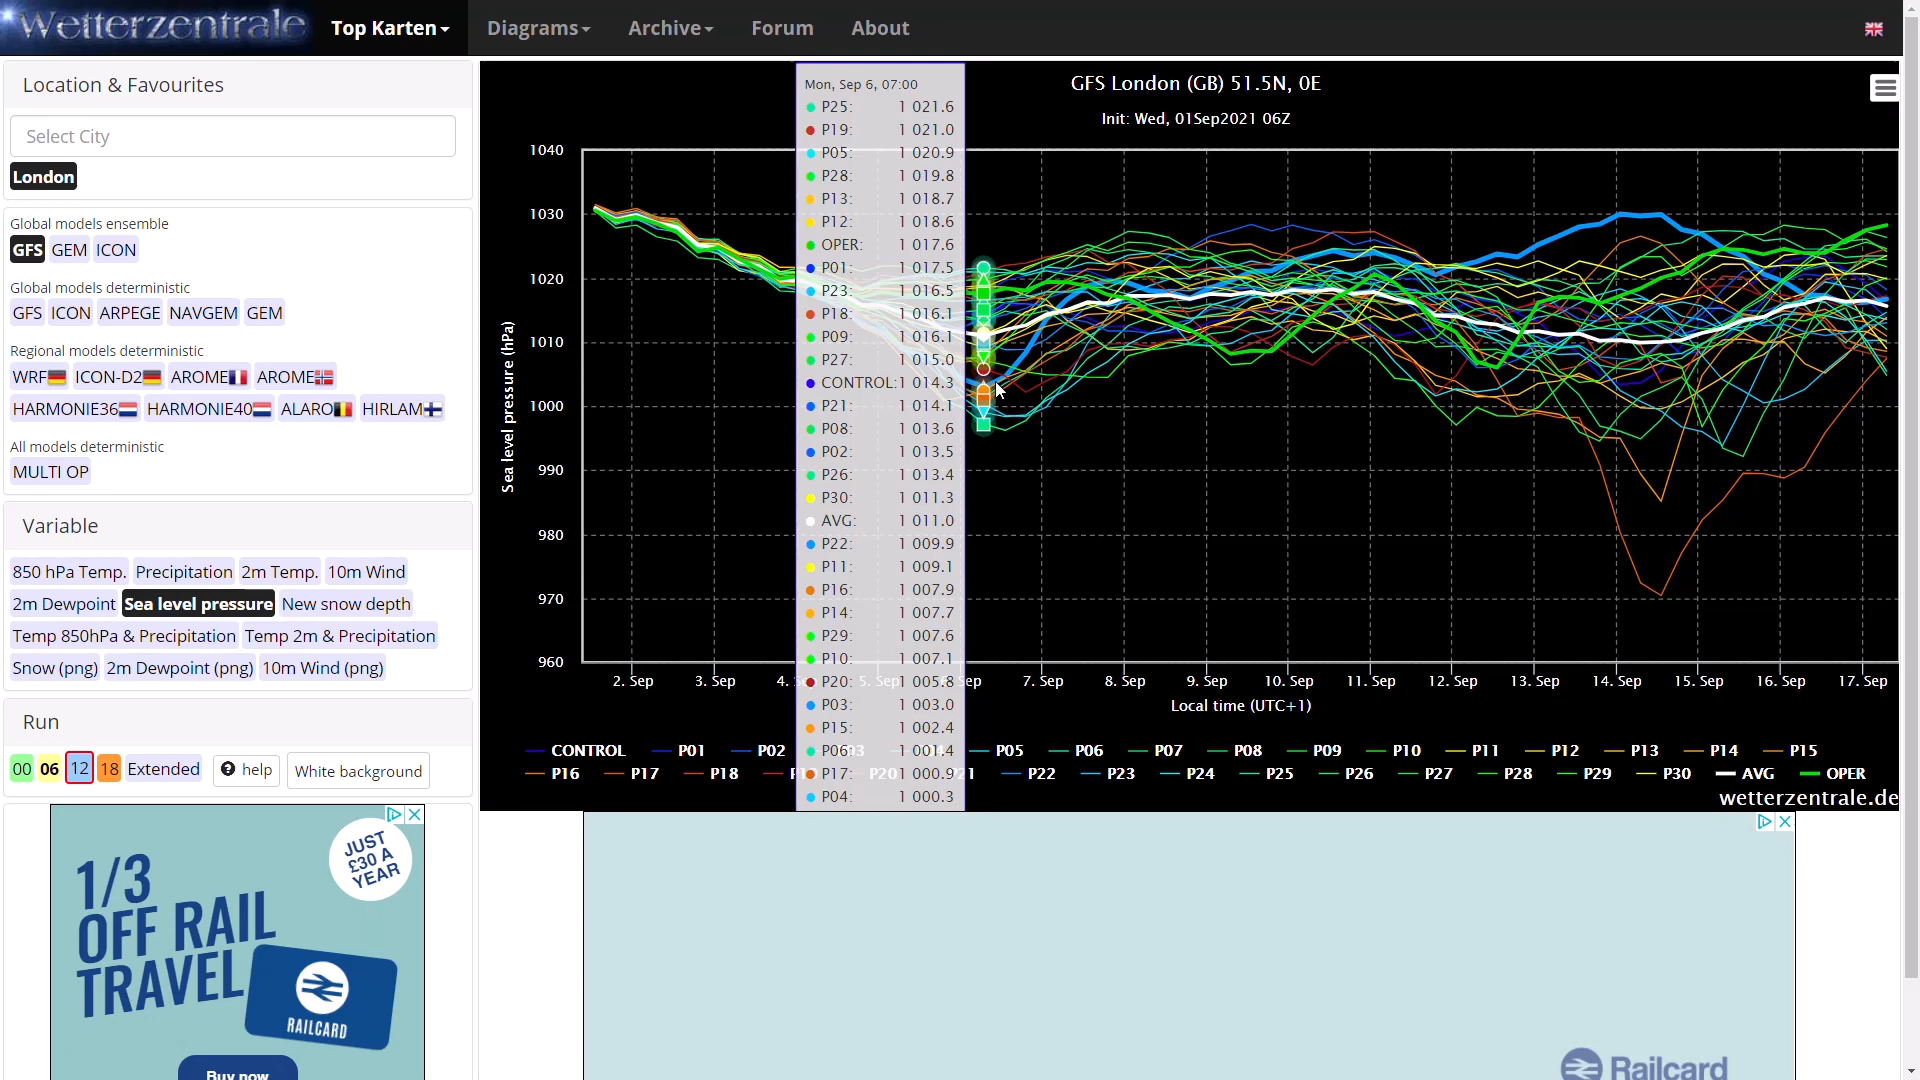 Wetterzentrale
Top Karten
Diagrams
Archive
Forum
About
Location & Favourites
Select City
London
Global models ensemble
GFS GEM ICON
Global models deterministic
GFS ICON ARPEGE NAVGEM GEM
Regional models deterministic
WRF ICON-D2 AROME AROME
HARMONIE36 HARMONIE40 ALARO HIRLAM
All models deterministic
MULTI OP
Variable
850 hPa Temp. Precipitation 2m Temp. 10m Wind
2m Dewpoint Sea level pressure New snow depth
Temp 850hPa & Precipitation Temp 2m & Precipitation
Snow (png) 2m Dewpoint (png) 10m Wind (png)
Run
00 06 12 18 Extended help White background
JUST
£30 A
YEAR
1/3
OFF RAIL
TRAVEL
RAILCARD
Buy now
GFS London (GB) 51.5N, 0E
Init: Wed, 01Sep2021 06Z
Sea level pressure (hPa)
1040
1030
1020
1010
1000
990
980
970
960
Mon, Sep 6, 07:00
P25: 1 021.6
P19: 1 021.0
P05: 1 020.9
P28: 1 019.8
P13: 1 018.7
P12: 1 018.6
OPER: 1 017.6
P01: 1 017.5
P23: 1 016.5
P18: 1 016.1
P09: 1 016.1
P27: 1 015.0
CONTROL: 1 014.3
P21: 1 014.1
P08: 1 013.6
P02: 1 013.5
P26: 1 013.4
P30: 1 011.3
AVG: 1 011.0
P22: 1 009.9
P11: 1 009.1
P16: 1 007.9
P14: 1 007.7
P29: 1 007.6
P10: 1 007.1
P20: 1 005.8
P03: 1 003.0
P15: 1 002.4
P06: 1 001.4
P17: 1 000.9
P04: 1 000.3
2. Sep 3. Sep 4. 5. Sep Sep 7. Sep 8. Sep 9. Sep 10. Sep 11. Sep 12. Sep 13. Sep 14. Sep 15. Sep 16. Sep 17. Sep
Local time (UTC+1)
CONTROL P01 P02 P05 P06 P07 P08 P09 P10 P11 P12 P13 P14 P15
P16 P17 P18 P20 P22 P23 P24 P25 P26 P27 P28 P29 P30 AVG OPER
wetterzentrale.de
Railcard